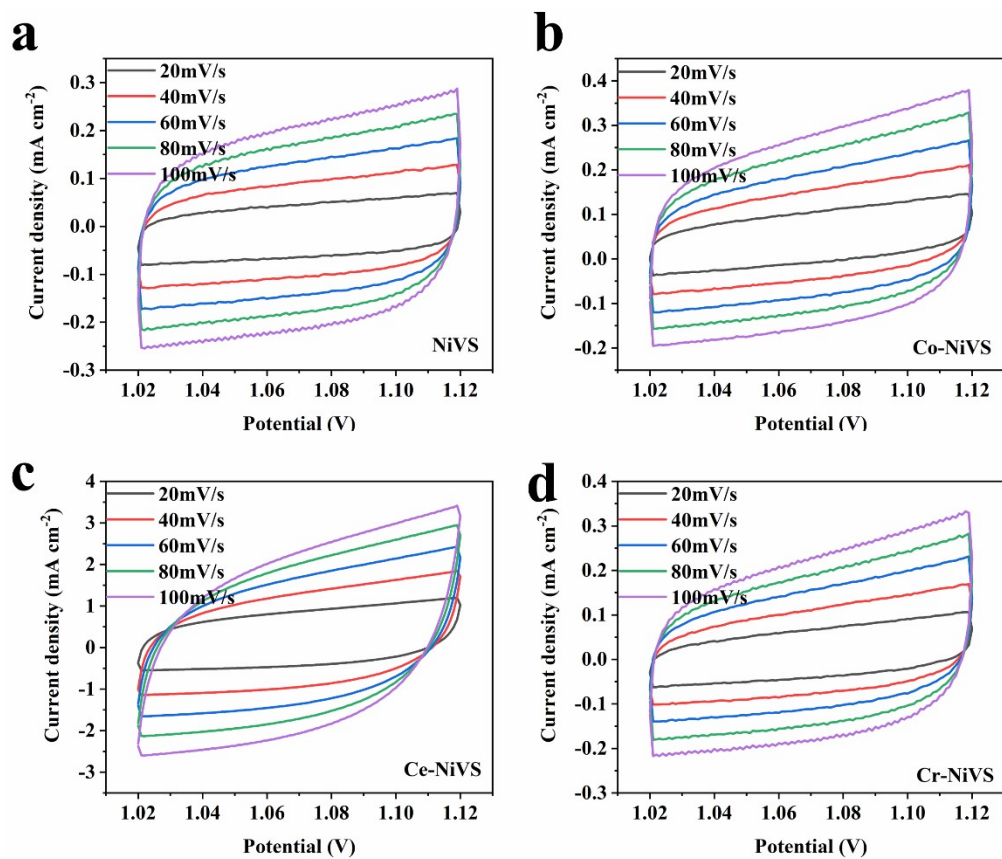 a
20mV/s
40mV/s
60mV/s
80mV/s
100mV/s
0.3
0.2
0.1
0.0
-0.1
-0.2
-0.3
Current density (mA cm-2)
NiVS
1.02 1.04 1.06 1.08 1.10 1.12
Potential (V)
b
20mV/s
40mV/s
60mV/s
80mV/s
100mV/s
0.4
0.3
0.2
0.1
0.0
-0.1
-0.2
Current density (mA cm-2)
Co-NiVS
1.02 1.04 1.06 1.08 1.10 1.12
Potential (V)
c
20mV/s
40mV/s
60mV/s
80mV/s
100mV/s
4
3
2
1
0
-1
-2
-3
Current density (mA cm-2)
Ce-NiVS
1.02 1.04 1.06 1.08 1.10 1.12
Potential (V)
d
20mV/s
40mV/s
60mV/s
80mV/s
100mV/s
0.4
0.3
0.2
0.1
0.0
-0.1
-0.2
-0.3
Current density (mA cm-2)
Cr-NiVS
1.02 1.04 1.06 1.08 1.10 1.12
Potential (V)